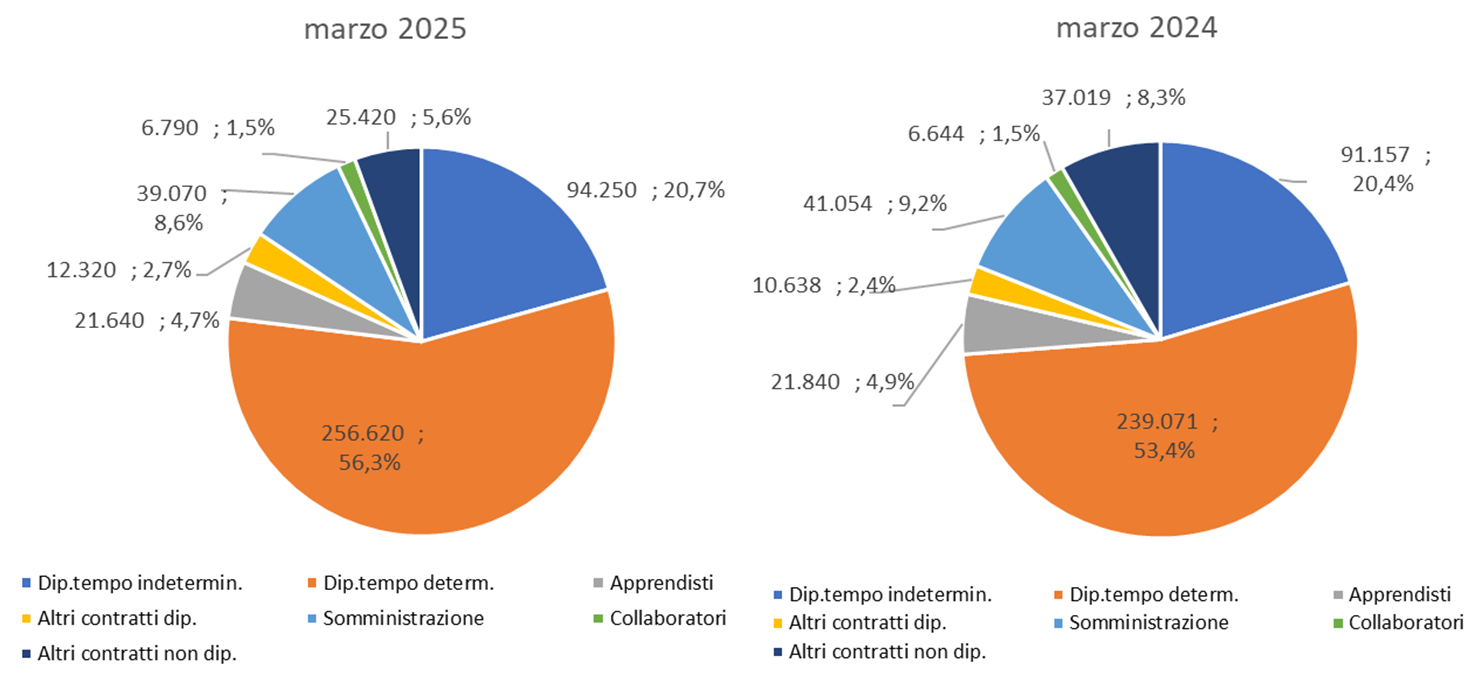 marzo 2025
25.420 ; 5,6%
6.790 ; 1,5%
94.250 ; 20,7%
39.070 ;
8,6%
12.320 ; 2,7%
21.640 ; 4,7%
256.620 ;
56,3%
Dip.tempo indetermin.
Dip.tempo determ.
Apprendisti
Altri contratti dip.
Somministrazione
Collaboratori
Altri contratti non dip.
marzo 2024
37.019 ; 8,3%
6.644 ; 1,5%
91.157 ;
20,4%
41.054 ; 9,2%
10.638 ; 2,4%
21.840 ; 4,9%
239.071 ;
53,4%
Dip.tempo indetermin.
Dip.tempo determ.
Apprendisti
Altri contratti dip.
Somministrazione
Collaboratori
Altri contratti non dip.